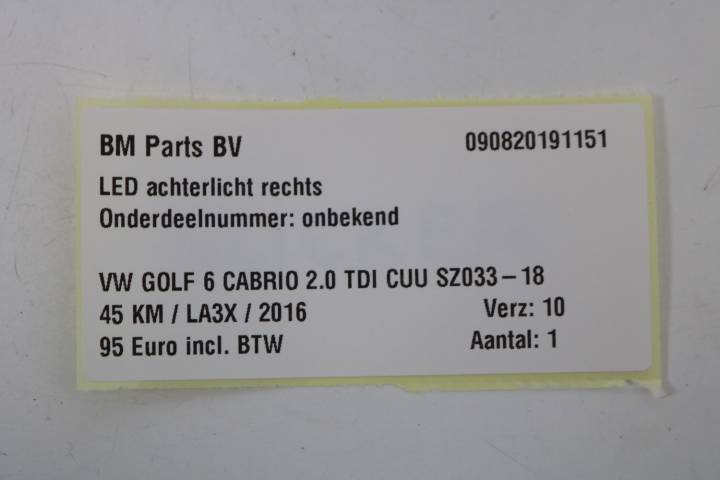 BM Parts BV 090820191151
LED achterlicht rechts
Onderdeelnummer: onbekend
VW GOLF 6 CABRIO 2.0 TDI CUU SZ033-18
45 KM / LA3X / 2016 Verz: 10
95 Euro incl. BTW Aantal: 1